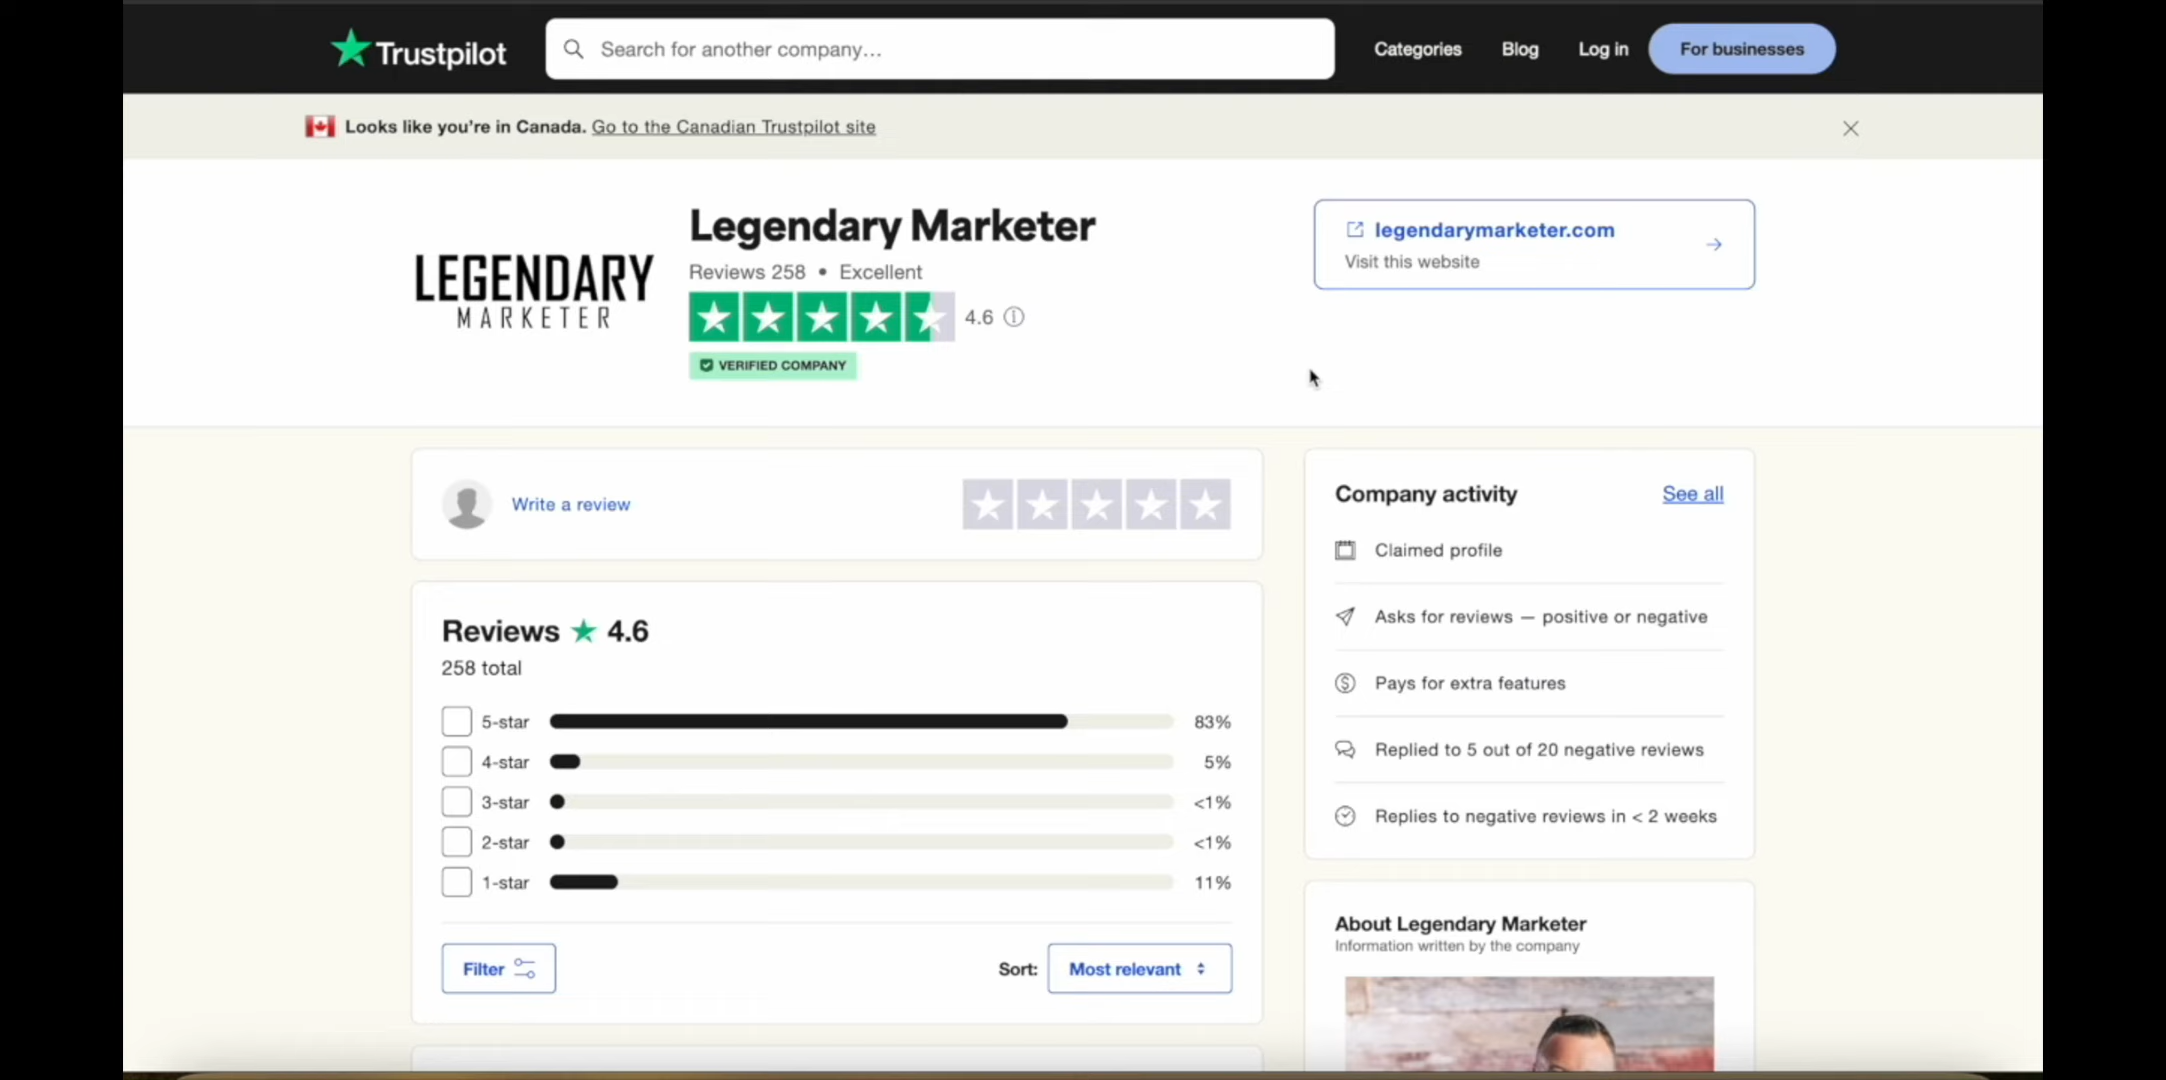 Trustpilot
Search for another company...
Categories
Blog
Log in
For businesses
Looks like you're in Canada. Go to the Canadian Trustpilot site
LEGENDARY
MARKETER
Legendary Marketer
Reviews 258 • Excellent
4.6
VERIFIED COMPANY
legendarymarketer.com
Visit this website
Write a review
Reviews 4.6
258 total
5-star 83%
4-star 5%
3-star <1%
2-star <1%
1-star 11%
Filter
Sort: Most relevant
Company activity
See all
Claimed profile
Asks for reviews — positive or negative
Pays for extra features
Replied to 5 out of 20 negative reviews
Replies to negative reviews in < 2 weeks
About Legendary Marketer
Information written by the company